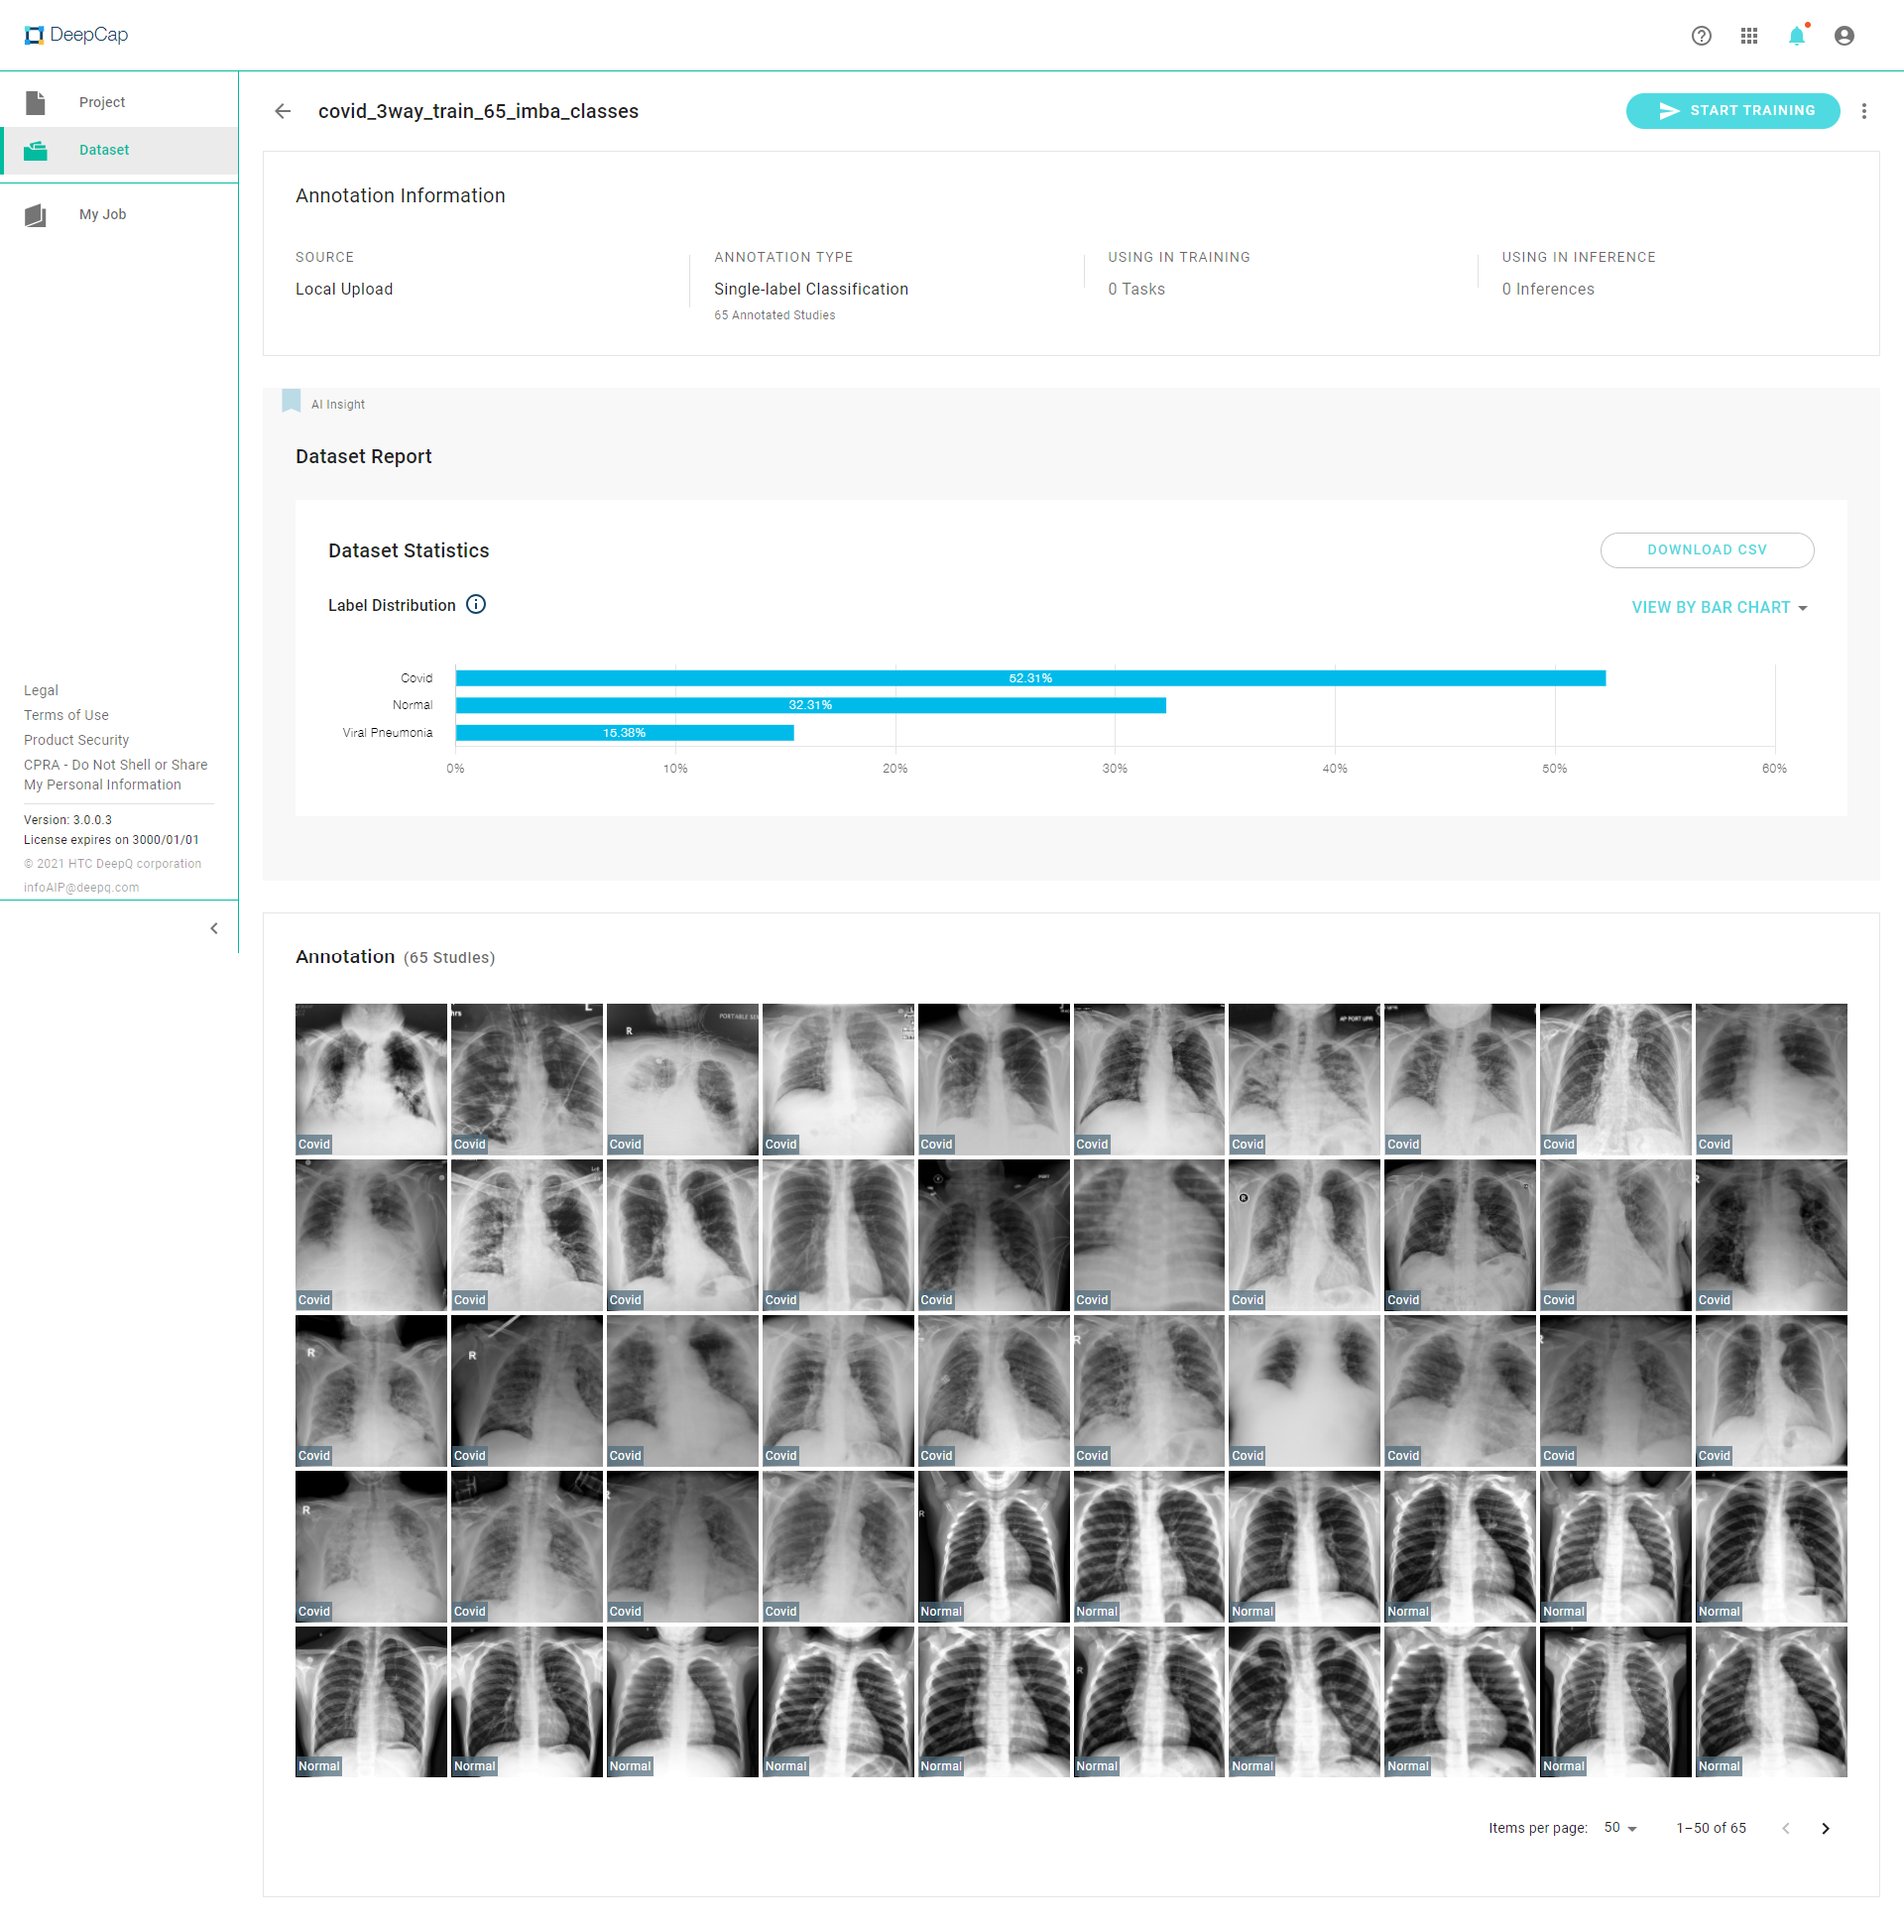 DeepCap
Project
Dataset
My Job
Legal
Terms of Use
Product Security
CPRA - Do Not Shell or Share
My Personal Information
Version: 3.0.0.3
License expires on 3000/01/01
© 2021 HTC DeepQ corporation
infoAIP@deepq.com
covid_3way_train_65_imba_classes
START TRAINING
Annotation Information
SOURCE
Local Upload
ANNOTATION TYPE
Single-label Classification
65 Annotated Studies
USING IN TRAINING
0 Tasks
USING IN INFERENCE
0 Inferences
AI Insight
Dataset Report
Dataset Statistics
DOWNLOAD CSV
Label Distribution
VIEW BY BAR CHART
Covid 52.31%
Normal 32.31%
Viral Pneumonia 15.38%
0% 10% 20% 30% 40% 50% 60%
Annotation (65 Studies)
hrs L R PORTABLE AP PORT UPR
Covid Covid Covid Covid Covid Covid Covid Covid Covid Covid
R R
Covid Covid Covid Covid Covid Covid Covid Covid Covid Covid
R R R R
Covid Covid Covid Covid Covid Covid Covid Covid Covid Covid
R R
Covid Covid Covid Covid Normal Normal Normal Normal Normal Normal
R
Normal Normal Normal Normal Normal Normal Normal Normal Normal Normal
Items per page: 50 1–50 of 65